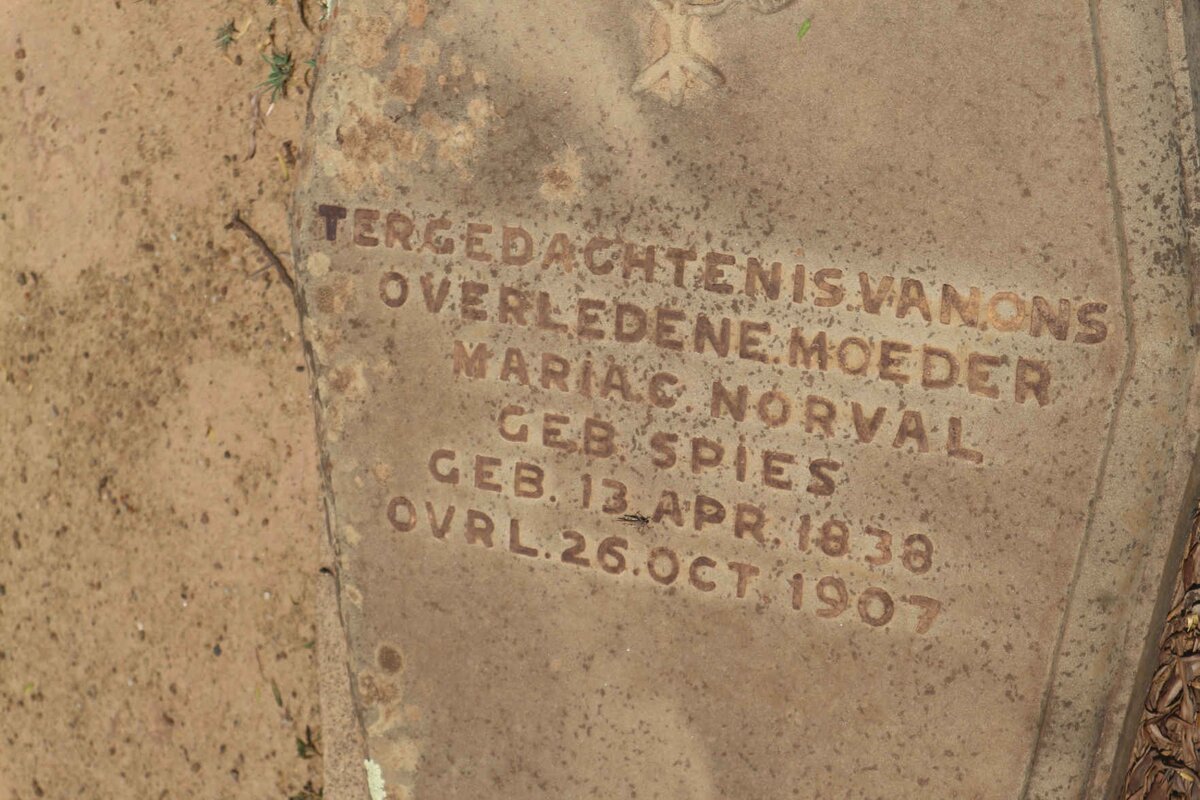 TER.GEDACHTENIS.VAN.ONS
OVERLEDENE.MOEDER
MARIA.C. NORVAL
GEB. SPIES
GEB. 13 APR. 1838
OVRL. 26. OCT. 1907